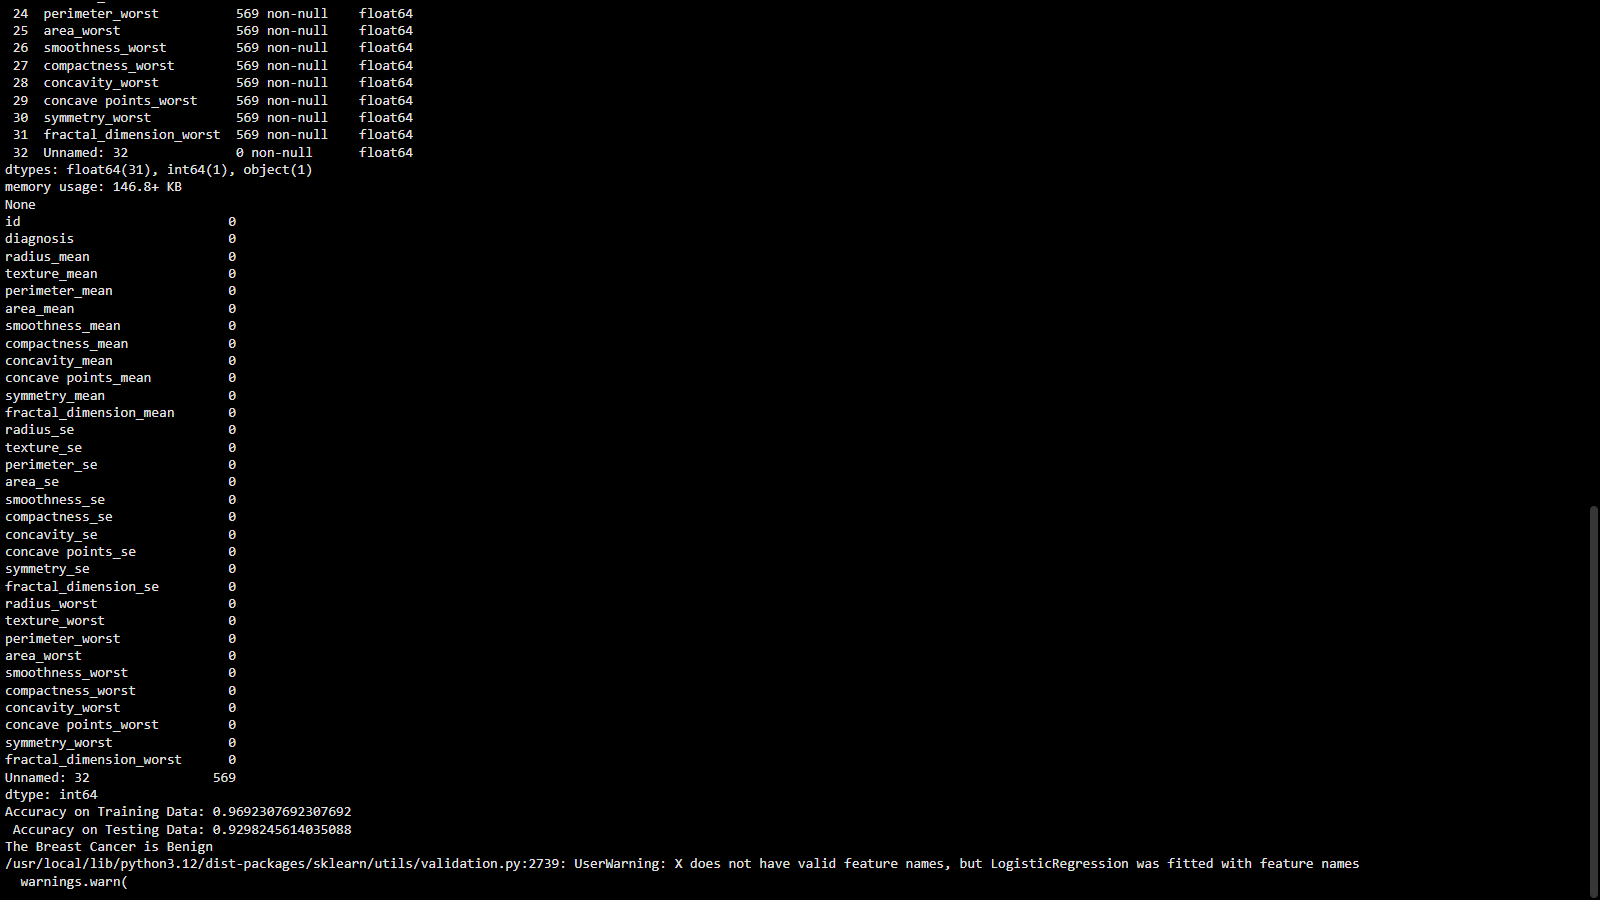 24  perimeter_worst          569 non-null    float64
25  area_worst               569 non-null    float64
26  smoothness_worst         569 non-null    float64
27  compactness_worst        569 non-null    float64
28  concavity_worst          569 non-null    float64
29  concave points_worst     569 non-null    float64
30  symmetry_worst           569 non-null    float64
31  fractal_dimension_worst  569 non-null    float64
32  Unnamed: 32              0 non-null      float64
dtypes: float64(31), int64(1), object(1)
memory usage: 146.8+ KB
None
id                           0
diagnosis                    0
radius_mean                  0
texture_mean                 0
perimeter_mean               0
area_mean                    0
smoothness_mean              0
compactness_mean             0
concavity_mean               0
concave points_mean          0
symmetry_mean                0
fractal_dimension_mean       0
radius_se                    0
texture_se                   0
perimeter_se                 0
area_se                      0
smoothness_se                0
compactness_se               0
concavity_se                 0
concave points_se            0
symmetry_se                  0
fractal_dimension_se         0
radius_worst                 0
texture_worst                0
perimeter_worst              0
area_worst                   0
smoothness_worst             0
compactness_worst            0
concavity_worst              0
concave points_worst         0
symmetry_worst               0
fractal_dimension_worst      0
Unnamed: 32                569
dtype: int64
Accuracy on Training Data: 0.9692307692307692
 Accuracy on Testing Data: 0.9298245614035088
The Breast Cancer is Benign
/usr/local/lib/python3.12/dist-packages/sklearn/utils/validation.py:2739: UserWarning: X does not have valid feature names, but LogisticRegression was fitted with feature names
  warnings.warn(